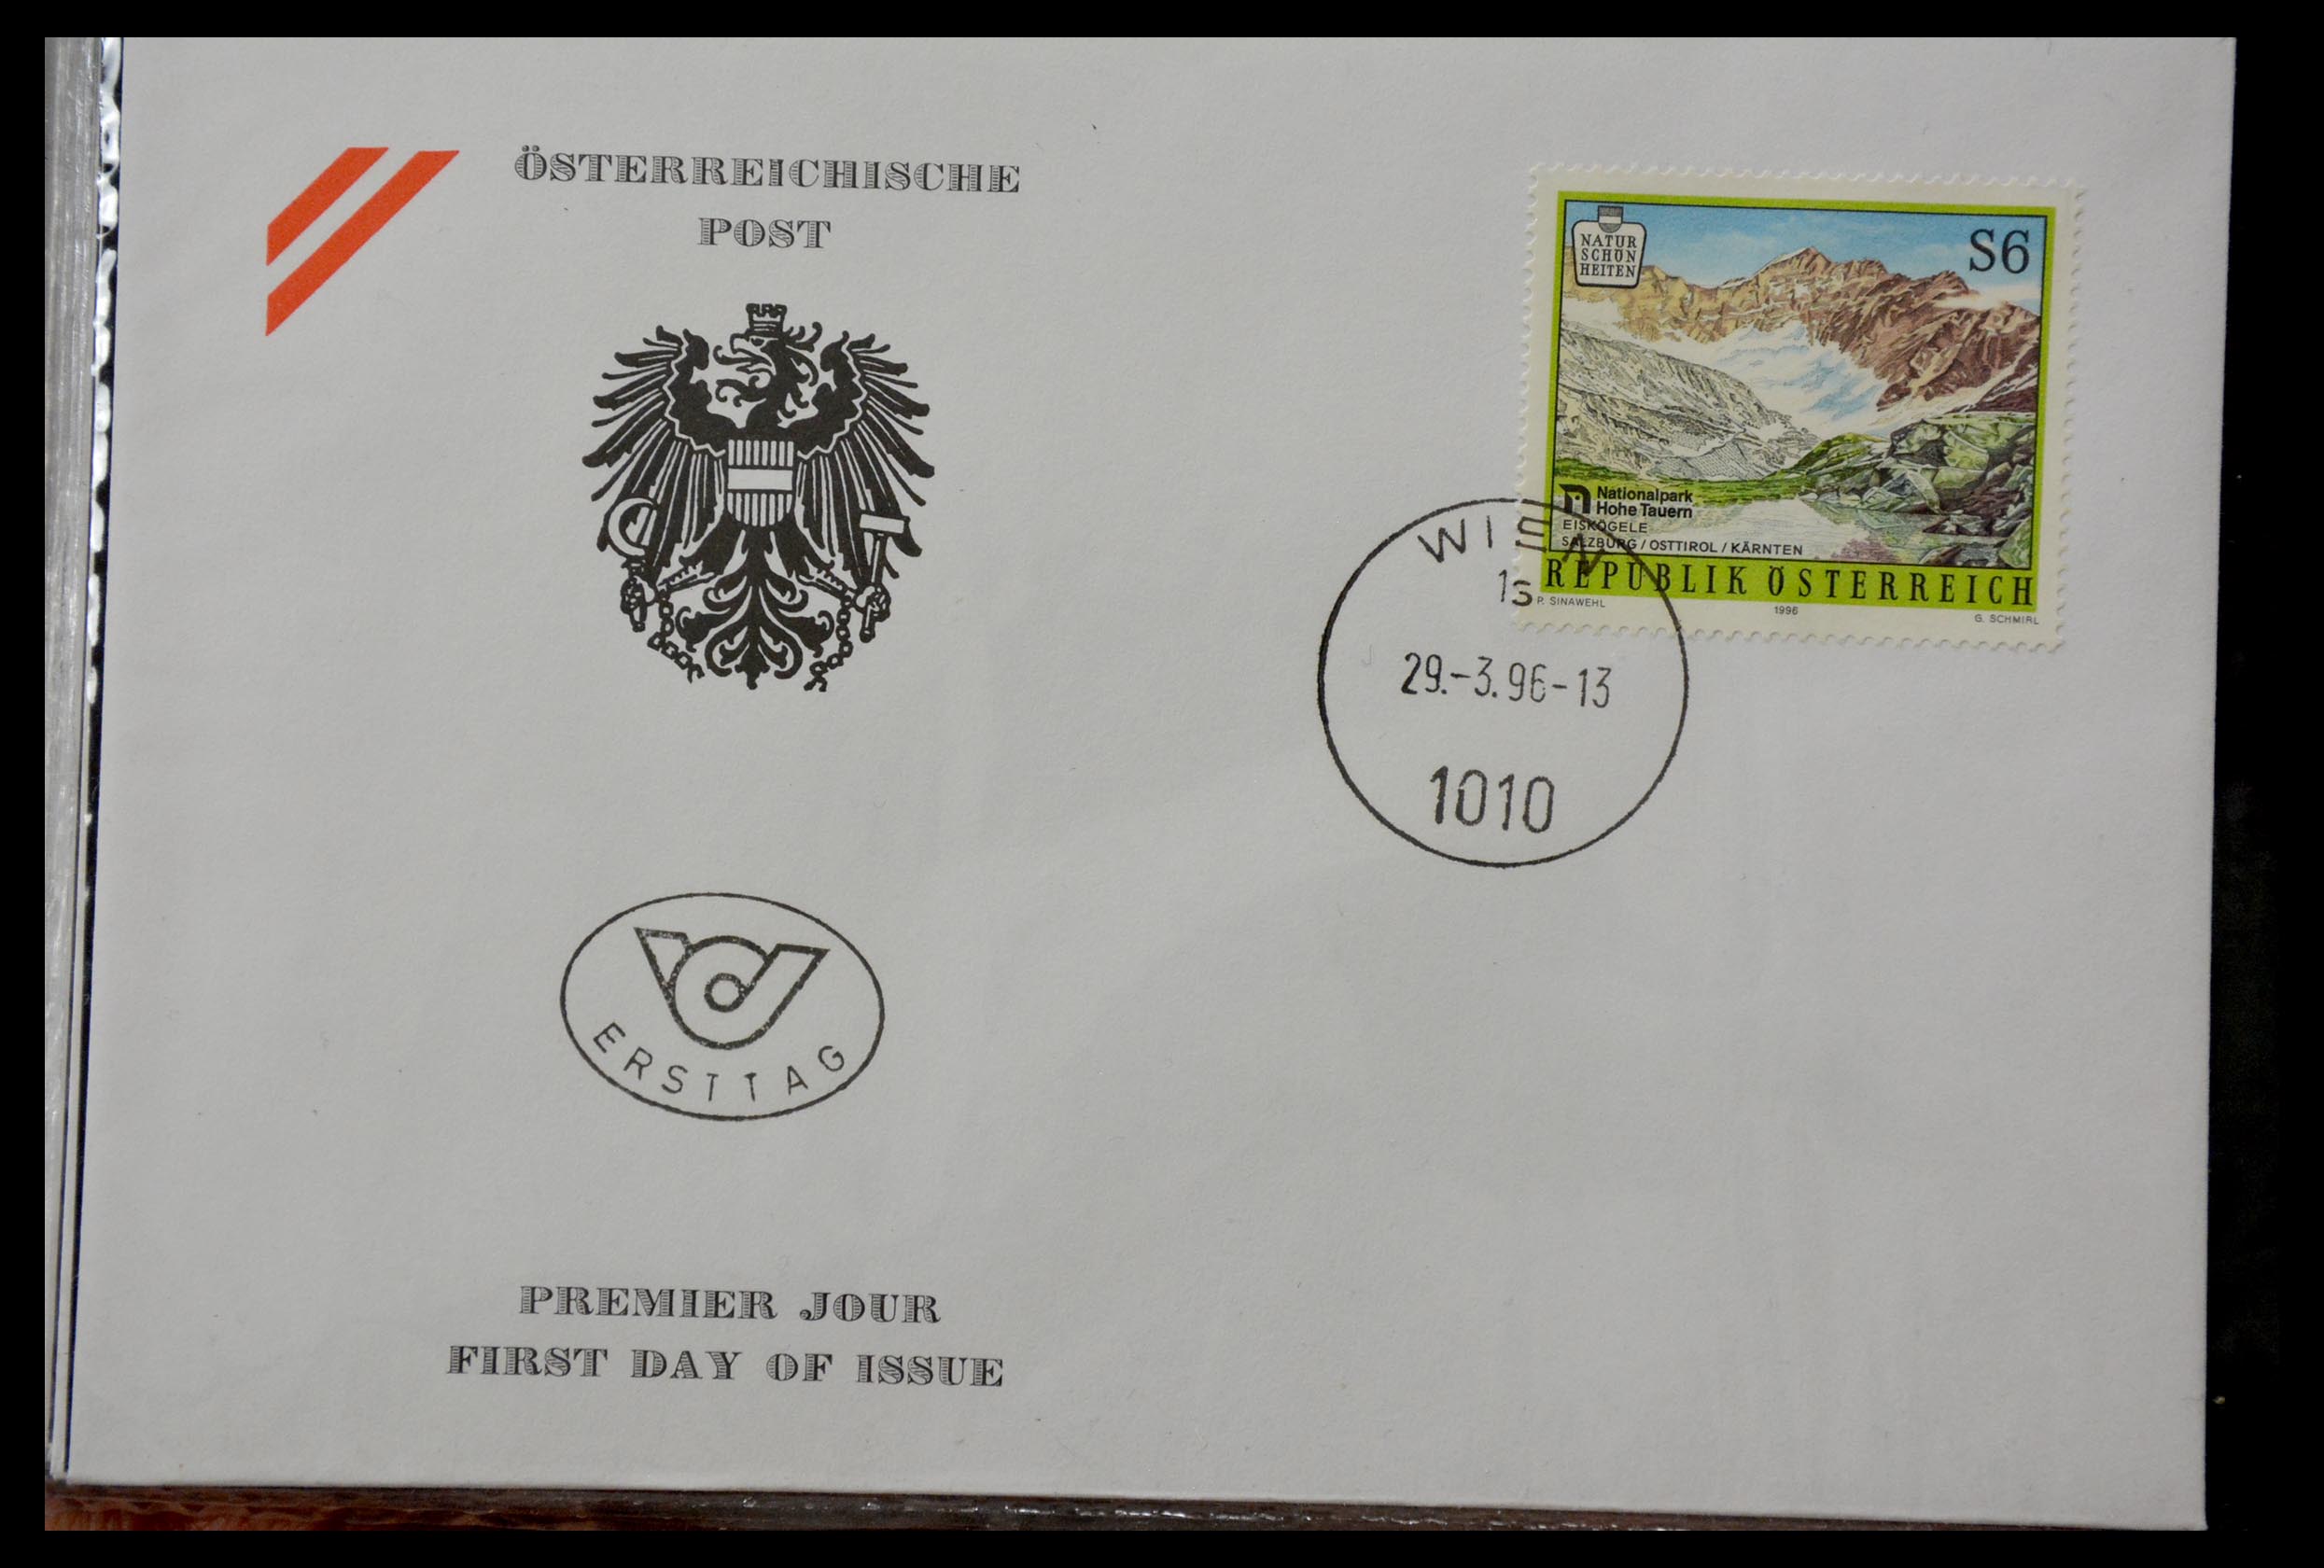 ÖSTERREICHISCHE
POST
NATUR
SCHÖN
HEITEN
S6
Nationalpark
Hohe Tauern
EISKÖGELE
SALZBURG / OSTTIROL / KÄRNTEN
REPUBLIK ÖSTERREICH
P. SINAWEHL 1996 G. SCHMIRL
WIEN
29.-3.96-13
1010
ERSTTAG
PREMIER JOUR
FIRST DAY OF ISSUE